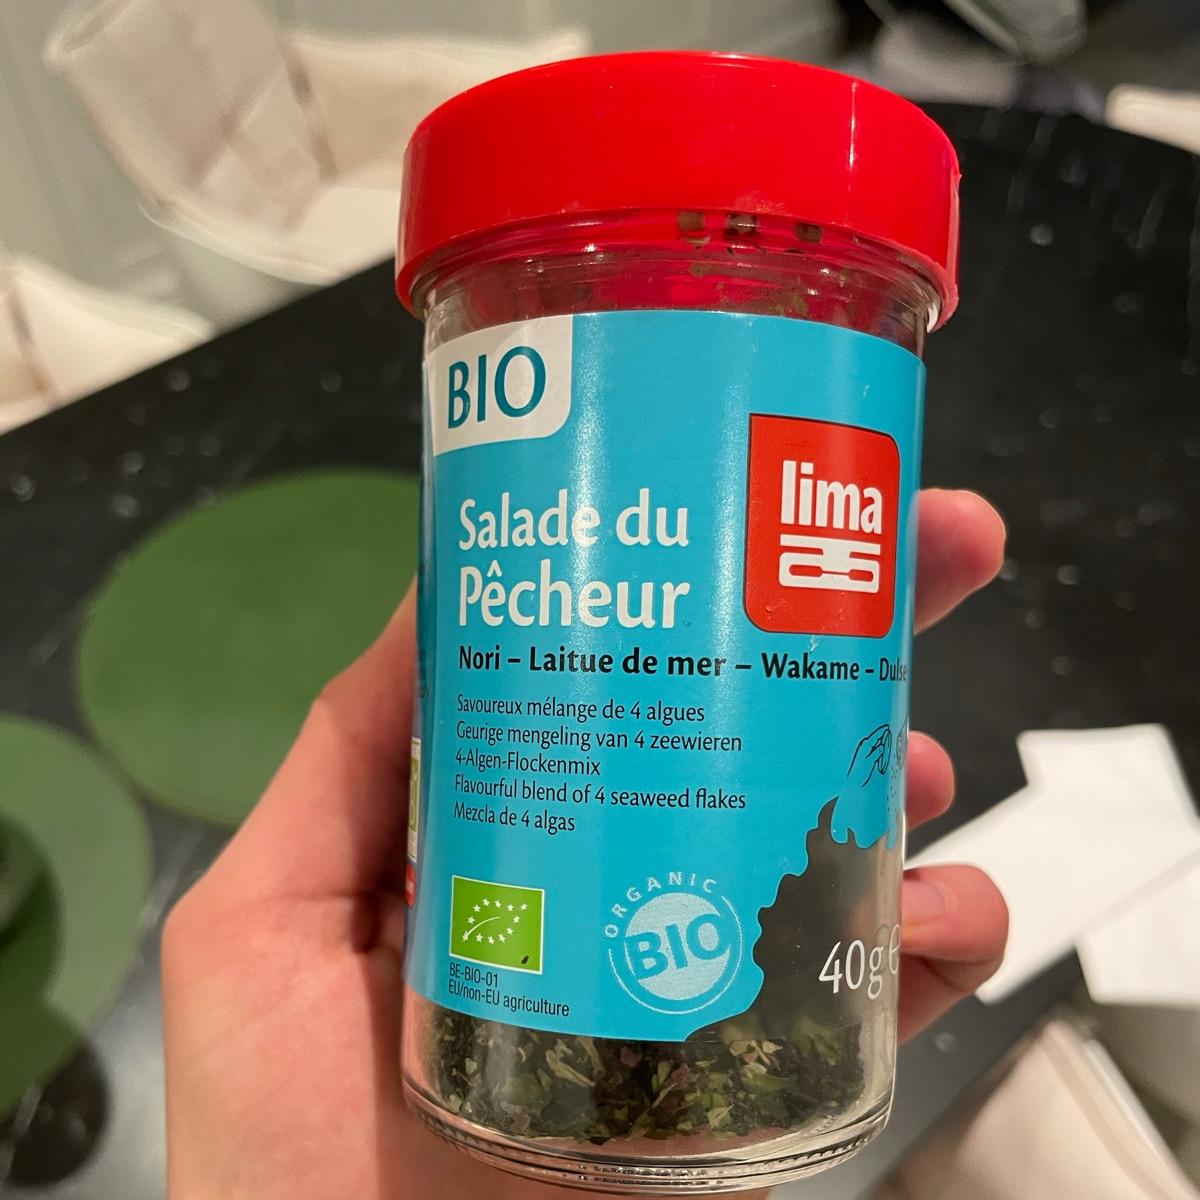 BIO
lima
Salade du
Pêcheur
Nori – Laitue de mer – Wakame – Dulse
Savoureux mélange de 4 algues
Geurige mengeling van 4 zeewieren
4-Algen-Flockenmix
Flavourful blend of 4 seaweed flakes
Mezcla de 4 algas
ORGANIC
BIO
BE-BIO-01
EU/non-EU agriculture
40g e